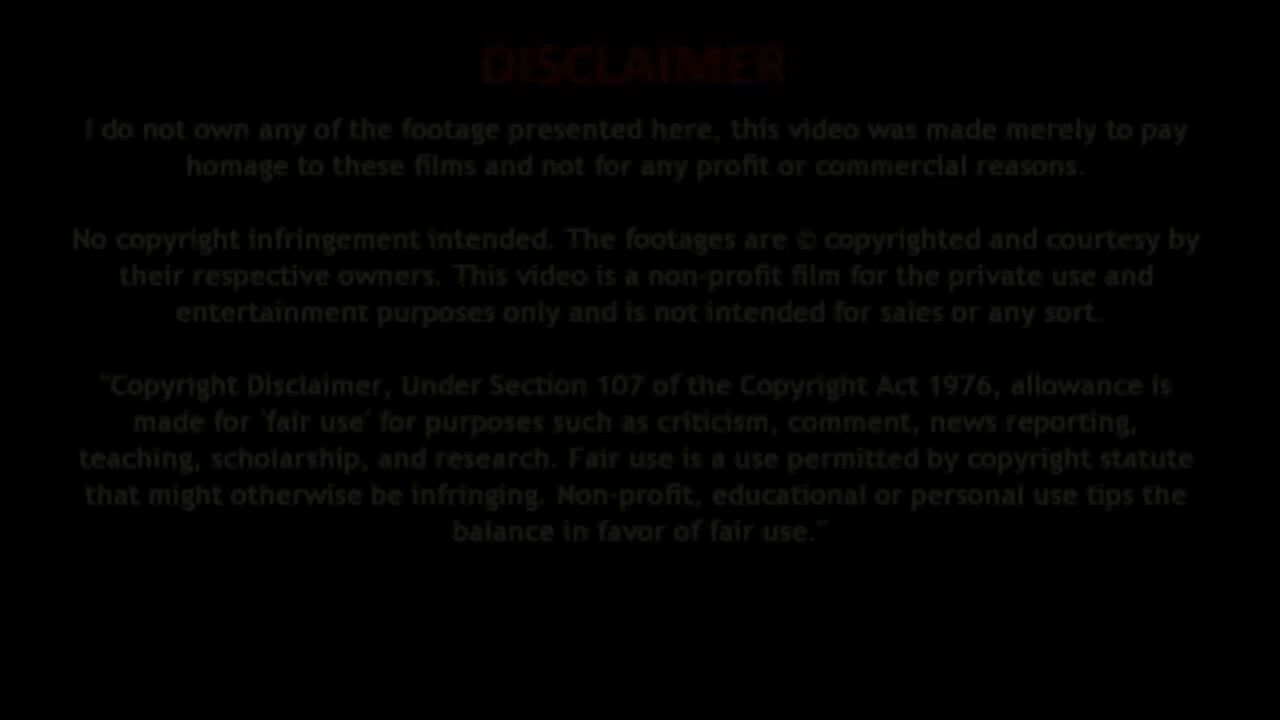 DISCLAIMER
I do not own any of the footage presented here, this video was made merely to pay
homage to these films and not for any profit or commercial reasons.
No copyright infringement intended. The footages are © copyrighted and courtesy by
their respective owners. This video is a non-profit film for the private use and
entertainment purposes only and is not intended for sales or any sort.
"Copyright Disclaimer, Under Section 107 of the Copyright Act 1976, allowance is
made for 'fair use' for purposes such as criticism, comment, news reporting,
teaching, scholarship, and research. Fair use is a use permitted by copyright statute
that might otherwise be infringing. Non-profit, educational or personal use tips the
balance in favor of fair use."